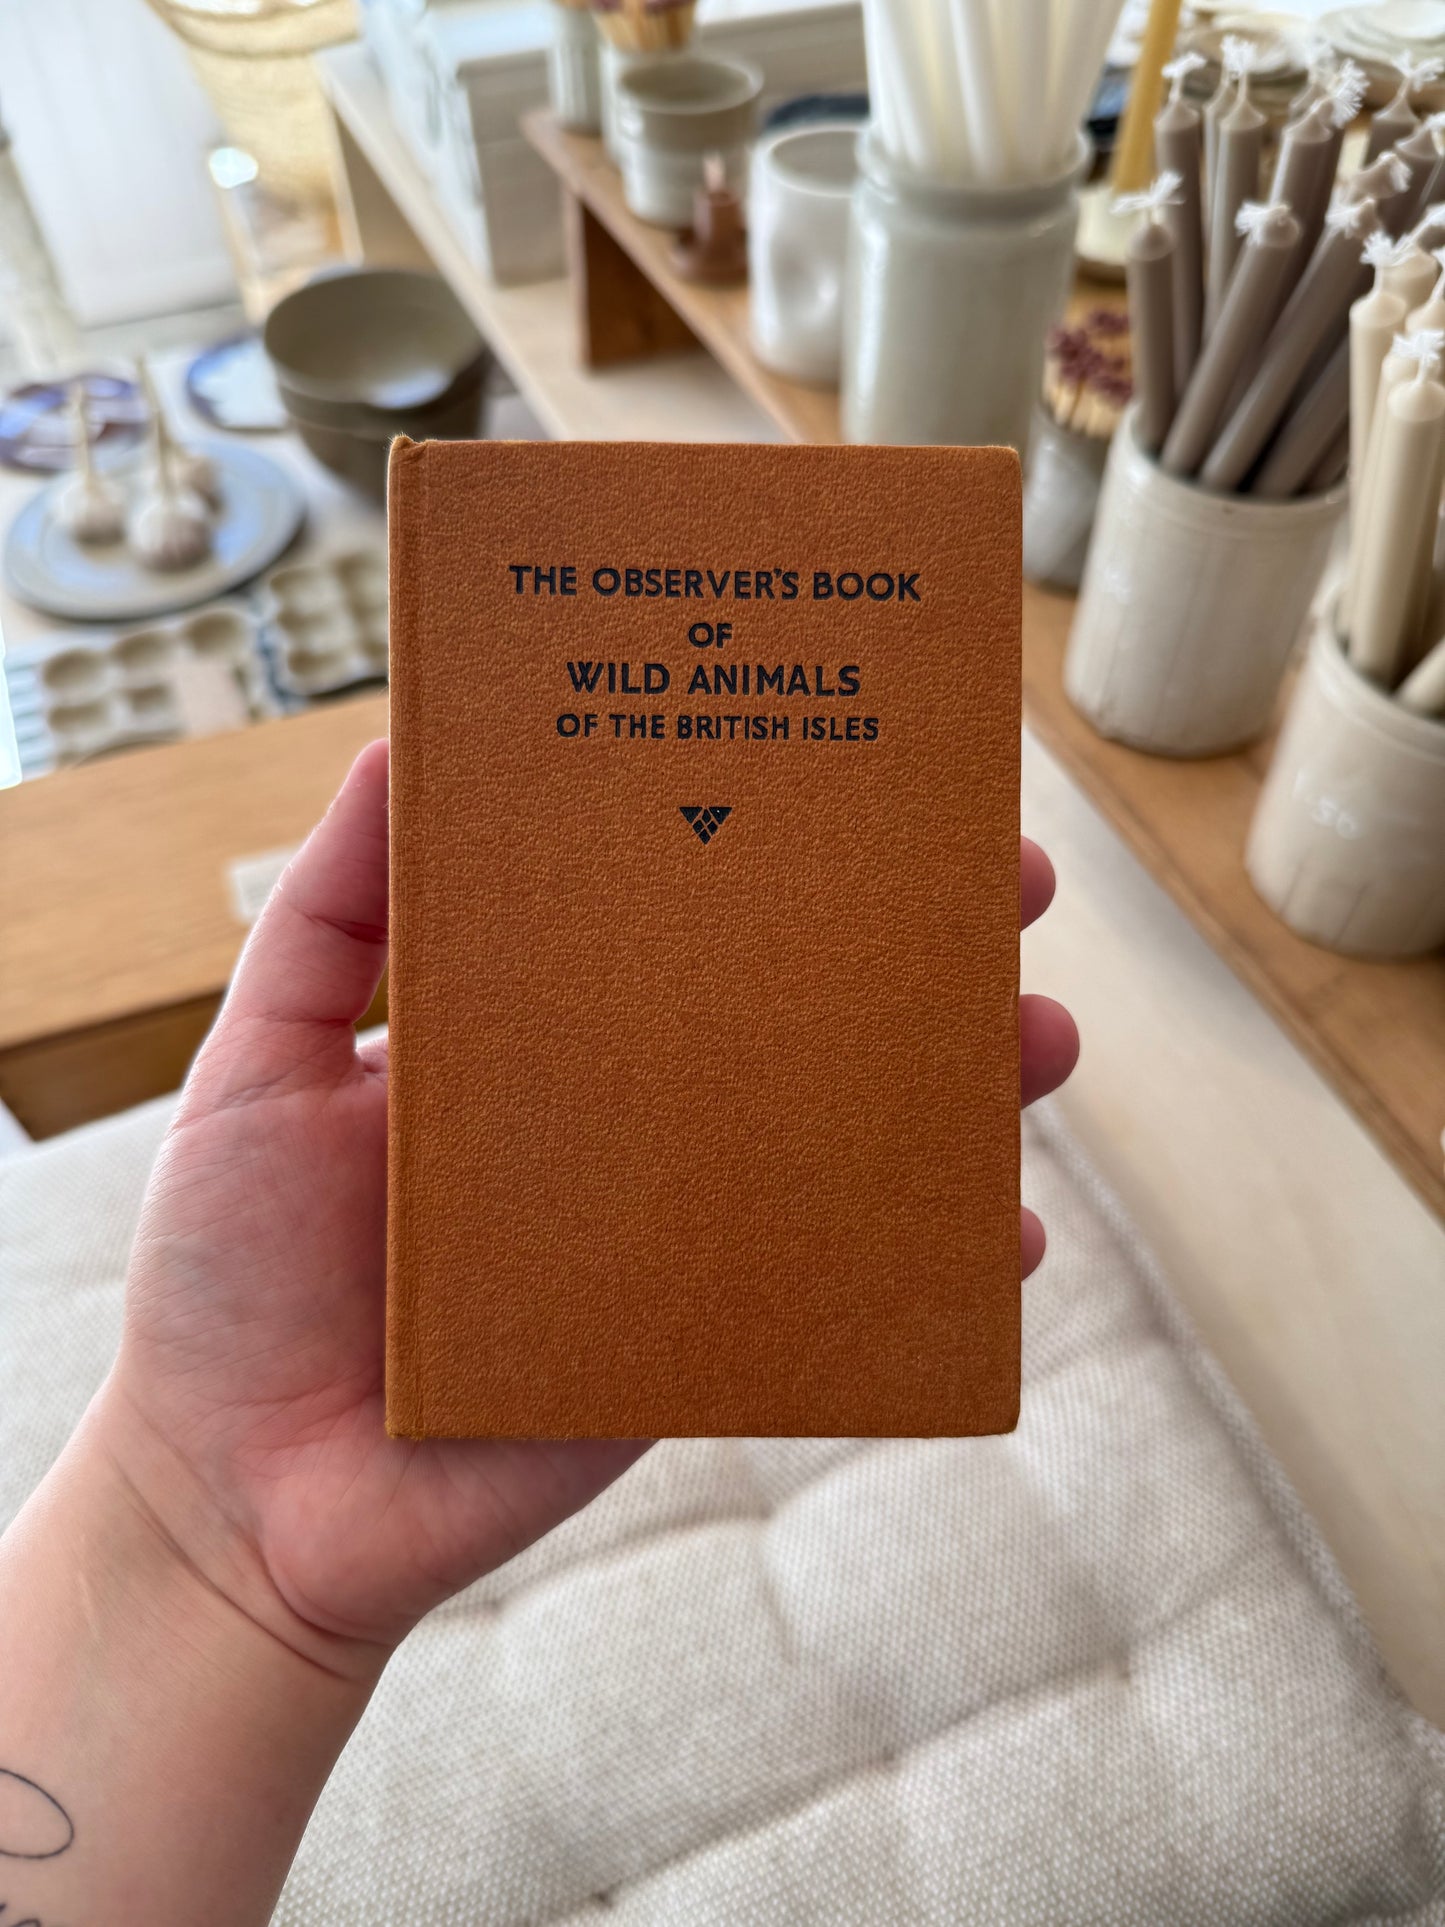 THE OBSERVER'S BOOK
OF
WILD ANIMALS
OF THE BRITISH ISLES